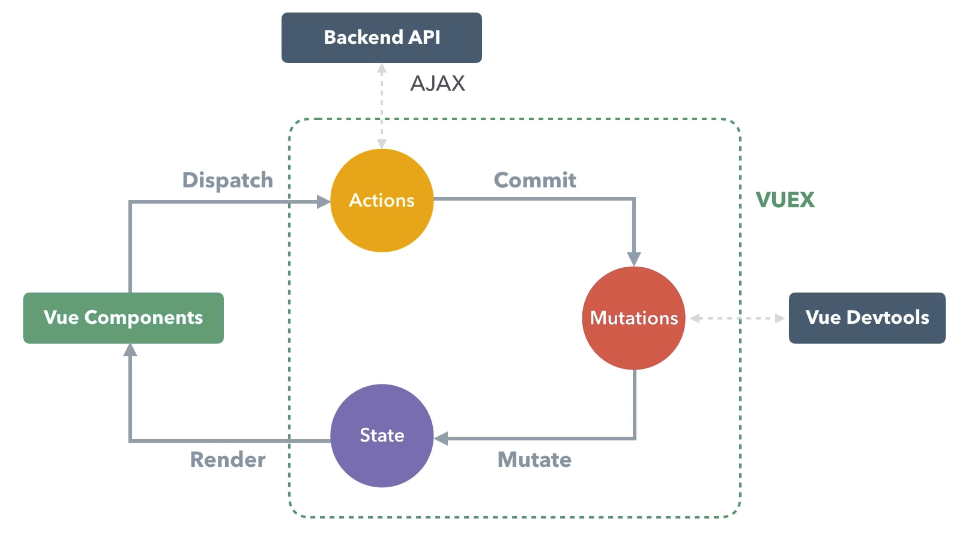 Backend API
AJAX
Dispatch
Actions
Commit
VUEX
Vue Components
Mutations
Vue Devtools
State
Render
Mutate